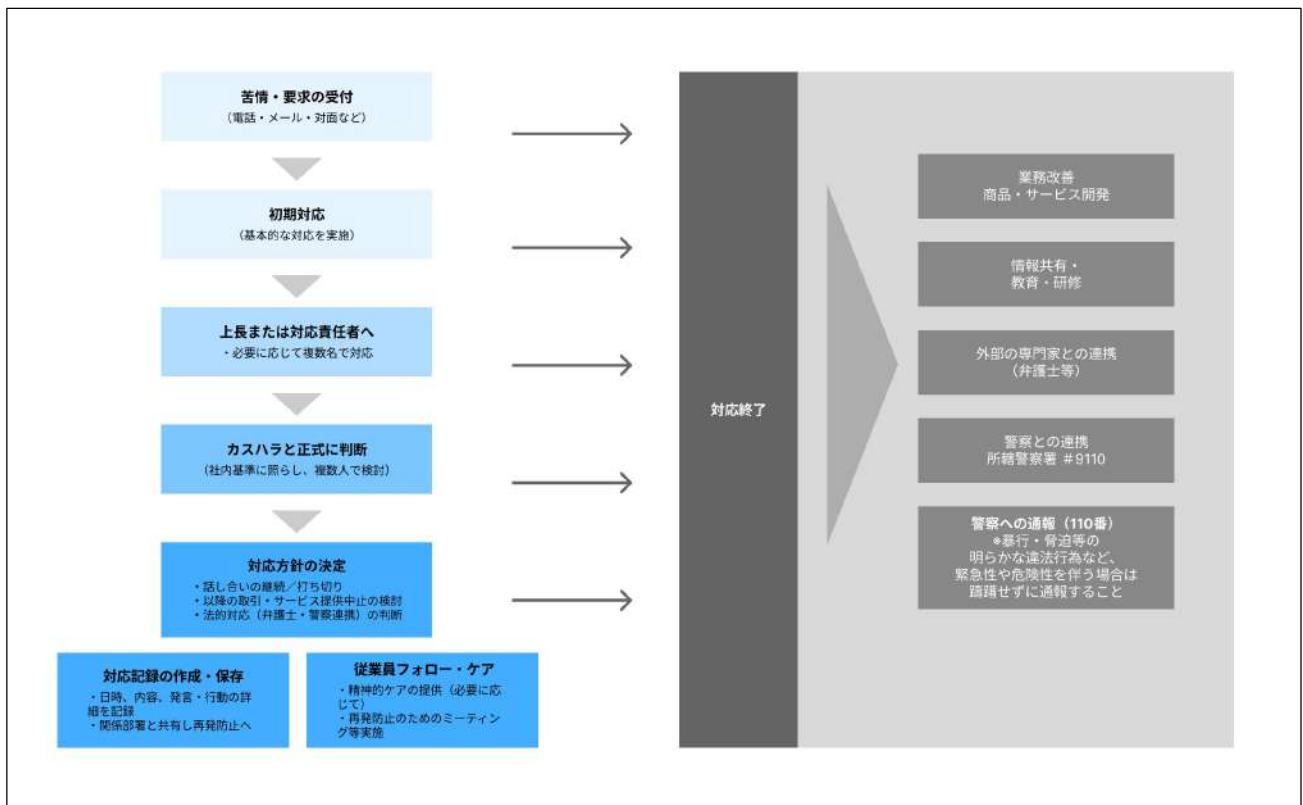 苦情・要求の受付
（電話・メール・対面など）
初期対応
（基本的な対応を実施）
上長または対応責任者へ
・必要に応じて複数名で対応
カスハラと正式に判断
（社内基準に照らし、複数人で検討）
対応方針の決定
・話し合いの継続／打ち切り
・以降の取引・サービス提供中止の検討
・法的対応（弁護士・警察連携）の判断
対応記録の作成・保存
・日時、内容、発言・行動の詳
細を記録
・関係部署と共有し再発防止へ
従業員フォロー・ケア
・精神的ケアの提供（必要に応
じて）
・再発防止のためのミーティン
グ等実施
対応終了
業務改善
商品・サービス開発
情報共有・
教育・研修
外部の専門家との連携
（弁護士等）
警察との連携
所轄警察署 ＃9110
警察への通報（110番）
※暴行・脅迫等の
明らかな違法行為など、
緊急性や危険性を伴う場合は
躊躇せずに通報すること